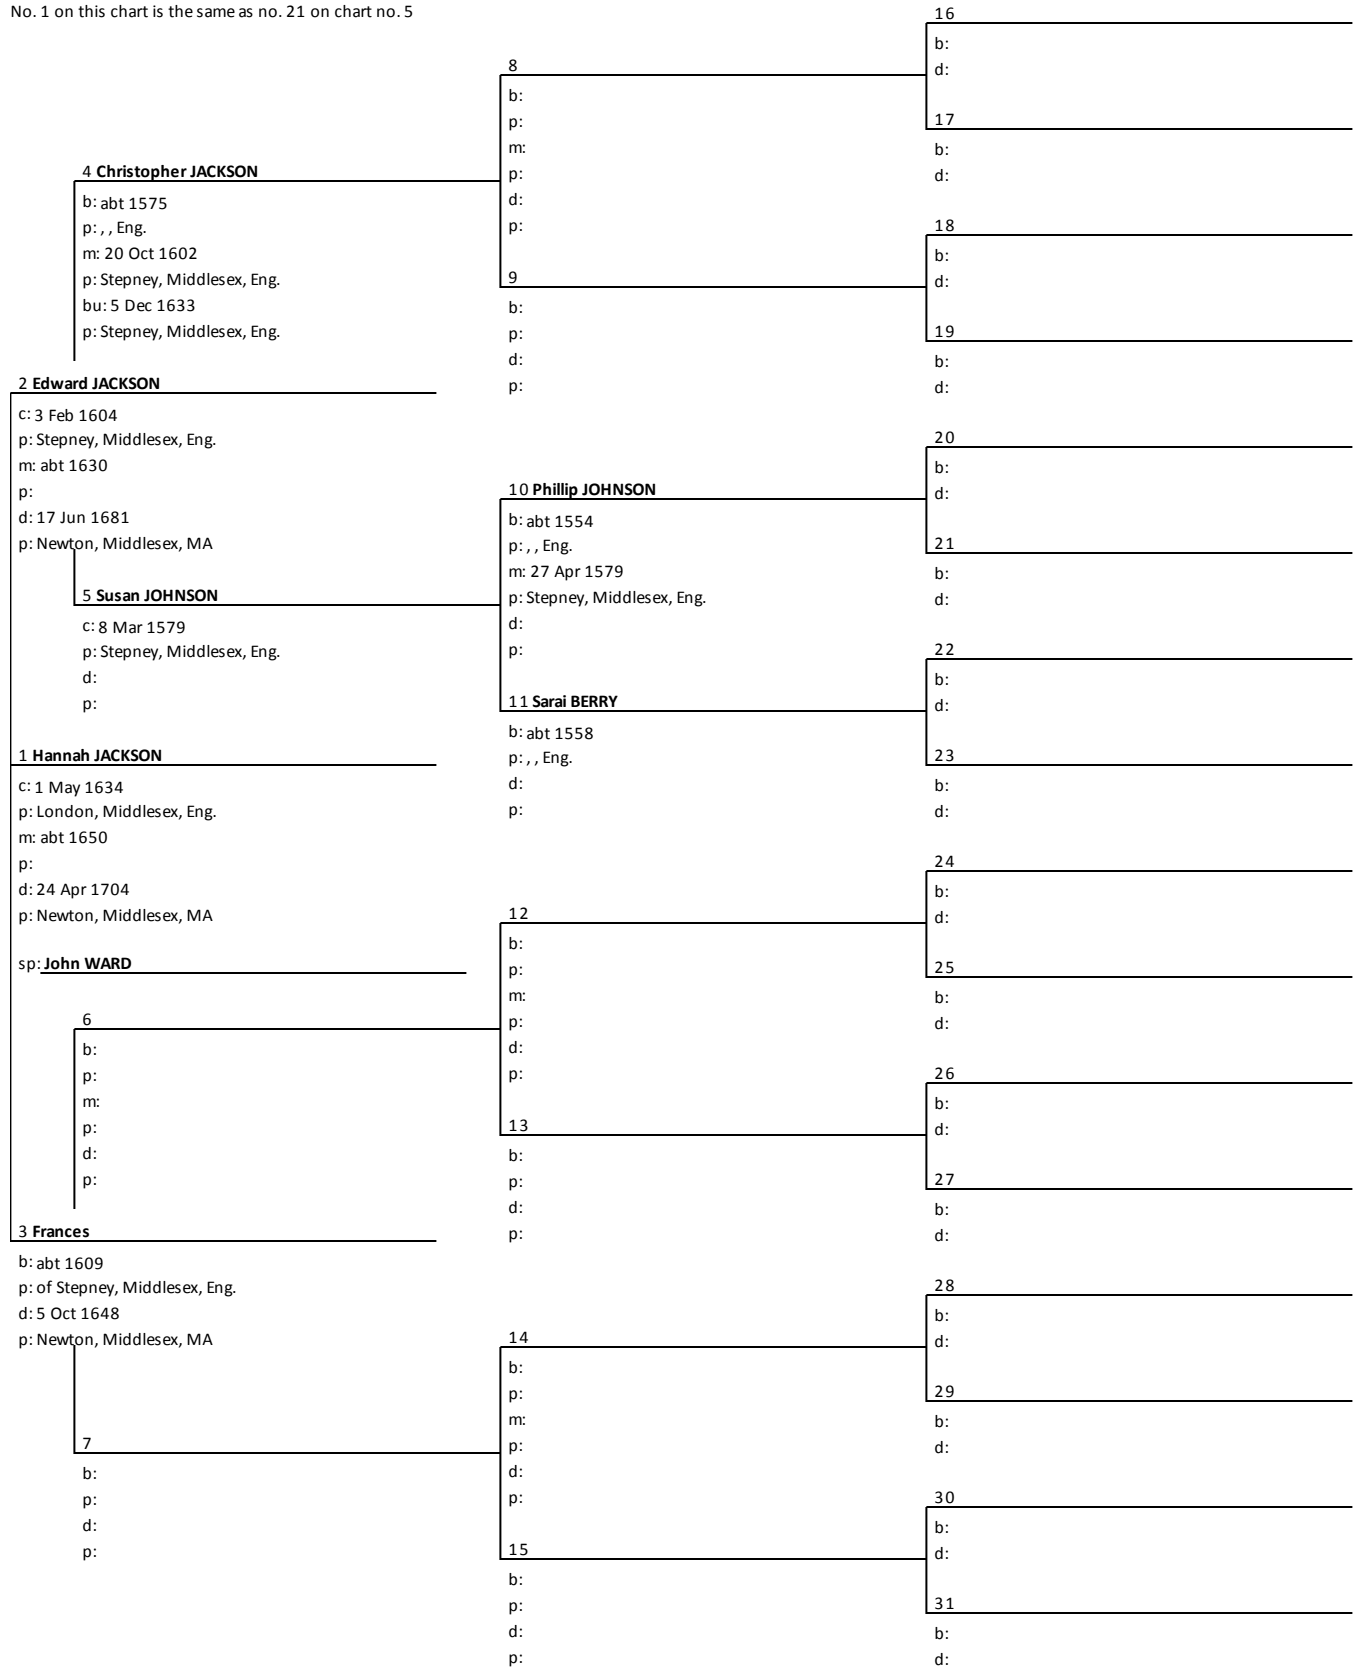 No. 1 on this chart is the same as no. 21 on chart no. 5
4 Christopher JACKSON
b: abt 1575
p: , , Eng.
m: 20 Oct 1602
p: Stepney, Middlesex, Eng.
bu: 5 Dec 1633
p: Stepney, Middlesex, Eng.
2 Edward JACKSON
c: 3 Feb 1604
p: Stepney, Middlesex, Eng.
m: abt 1630
p:
d: 17 Jun 1681
p: Newton, Middlesex, MA
5 Susan JOHNSON
c: 8 Mar 1579
p: Stepney, Middlesex, Eng.
d:
p:
1 Hannah JACKSON
c: 1 May 1634
p: London, Middlesex, Eng.
m: abt 1650
p:
d: 24 Apr 1704
p: Newton, Middlesex, MA
sp: John WARD
6
b:
p:
m:
p:
d:
p:
3 Frances
b: abt 1609
p: of Stepney, Middlesex, Eng.
d: 5 Oct 1648
p: Newton, Middlesex, MA
7
b:
p:
d:
p:
8
b:
p:
m:
p:
d:
p:
9
b:
p:
d:
p:
10 Phillip JOHNSON
b: abt 1554
p: , , Eng.
m: 27 Apr 1579
p: Stepney, Middlesex, Eng.
d:
p:
11 Sarai BERRY
b: abt 1558
p: , , Eng.
d:
p:
12
b:
p:
m:
p:
d:
p:
13
b:
p:
d:
p:
14
b:
p:
m:
p:
d:
p:
15
b:
p:
d:
p:
16
b:
d:
17
b:
d:
18
b:
d:
19
b:
d:
20
b:
d:
21
b:
d:
22
b:
d:
23
b:
d:
24
b:
d:
25
b:
d:
26
b:
d:
27
b:
d:
28
b:
d:
29
b:
d:
30
b:
d:
31
b:
d: